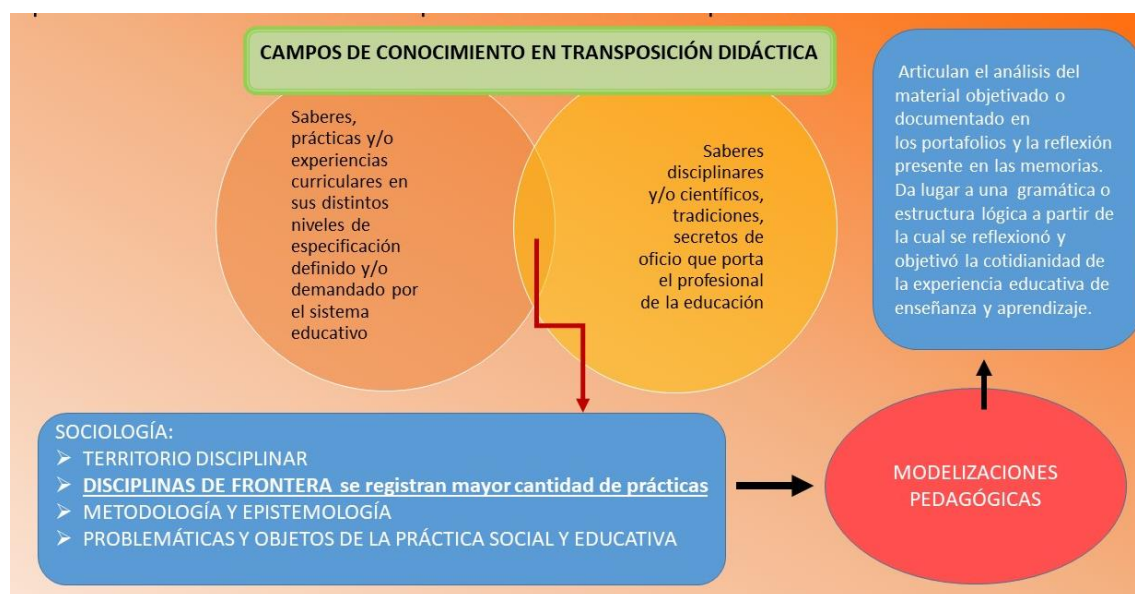 CAMPOS DE CONOCIMIENTO EN TRANSPOSICIÓN DIDÁCTICA
Saberes,
prácticas y/o
experiencias
curriculares en
sus distintos
niveles de
especificación
definido y/o
demandado por
el sistema
educativo
Saberes
disciplinares
y/o científicos,
tradiciones,
secretos de
oficio que porta
el profesional
de la educación
Articulan el análisis del
material objetivado o
documentado en
los portafolios y la reflexión
presente en las memorias.
Da lugar a una gramática o
estructura lógica a partir de
la cual se reflexionó y
objetivó la cotidianidad de
la experiencia educativa de
enseñanza y aprendizaje.
SOCIOLOGÍA:
➢ TERRITORIO DISCIPLINAR
➢ DISCIPLINAS DE FRONTERA se registran mayor cantidad de prácticas
➢ METODOLOGÍA Y EPISTEMOLOGÍA
➢ PROBLEMÁTICAS Y OBJETOS DE LA PRÁCTICA SOCIAL Y EDUCATIVA
MODELIZACIONES
PEDAGÓGICAS